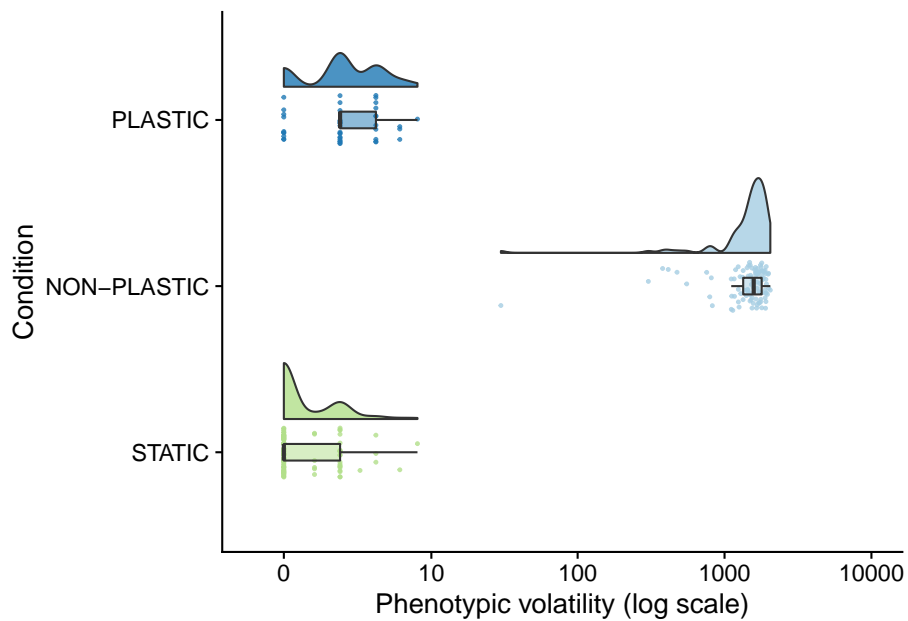 PLASTIC
NON−PLASTIC
STATIC
Condition
0 10 100 1000 10000
Phenotypic volatility (log scale)